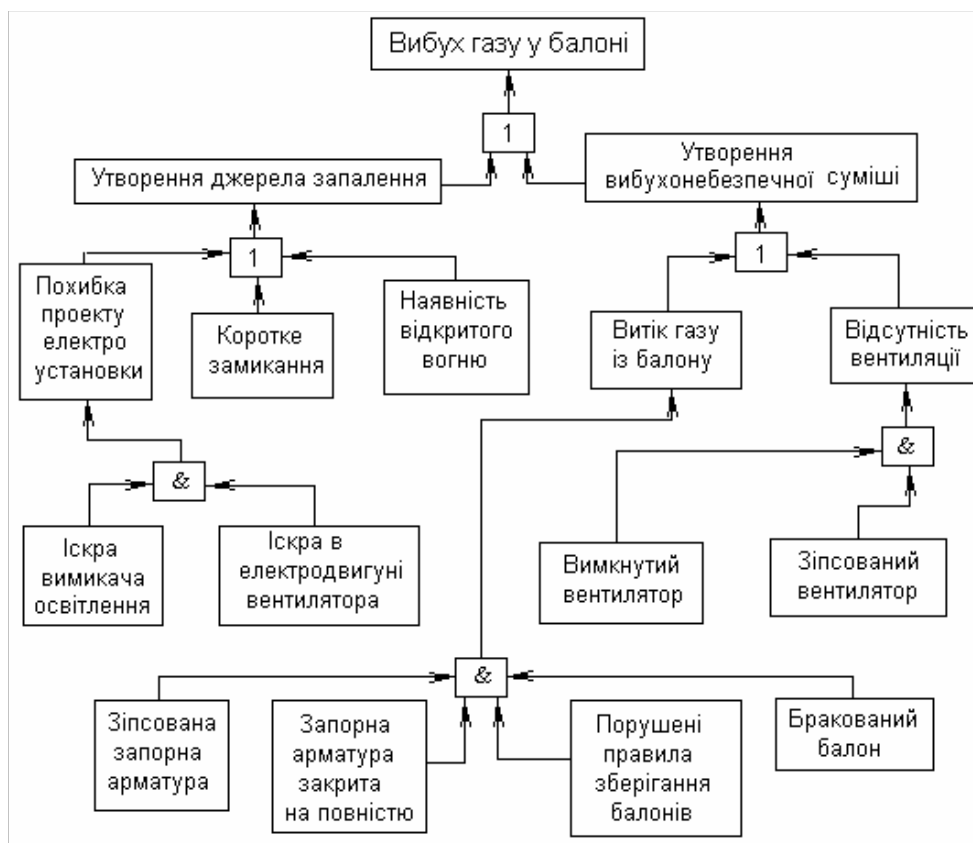 Вибух газу у балоні
1
Утворення джерела запалення
Утворення
вибухонебезпечної суміші
1
1
Похибка
проекту
електро
установки
Коротке
замикання
Наявність
відкритого
вогню
Витік газу
із балону
Відсутність
вентиляції
&
&
Іскра
вимикача
освітлення
Іскра в
електродвигуні
вентилятора
Вимкнутий
вентилятор
Зіпсований
вентилятор
&
Зіпсована
запорна
арматура
Запорна
арматура
закрита
на повністю
Порушені
правила
зберігання
балонів
Бракований
балон